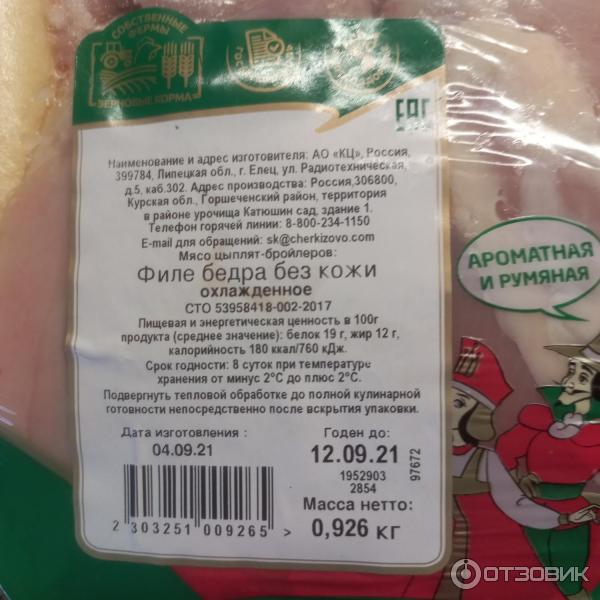 СОБСТВЕННЫЕ
ФЕРМЫ
ЗЕРНОВЫЕ КОРМА
ЕАС
Наименование и адрес изготовителя: АО «КЦ», Россия,
399784, Липецкая обл., г. Елец, ул. Радиотехническая,
д.5, каб.302. Адрес производства: Россия,306800,
Курская обл., Горшеченский район, территория
в районе урочища Катюшин сад, здание 1.
Телефон горячей линии: 8-800-234-1150
E-mail для обращений: sk@cherkizovo.com
Мясо цыплят-бройлеров:
Филе бедра без кожи
охлажденное
СТО 53958418-002-2017
Пищевая и энергетическая ценность в 100г
продукта (среднее значение): белок 19 г, жир 12 г,
калорийность 180 ккал/760 кДж.
Срок годности: 8 суток при температуре
хранения от минус 2°С до плюс 2°С.
Подвергнуть тепловой обработке до полной кулинарной
готовности непосредственно после вскрытия упаковки.
Дата изготовления :
04.09.21
Годен до:
12.09.21
1952903
2854
97672
Масса нетто:
0,926 кг
2 303251 009265 >
АРОМАТНАЯ
И РУМЯНАЯ
ОТЗОВИК